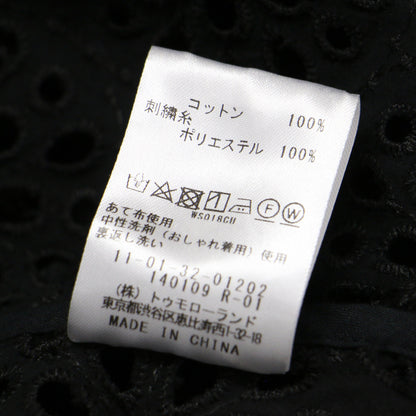 コットン 100%
刺繍糸
ポリエステル 100%
WS018CH
あて布使用
中性洗剤(おしゃれ着用)使用
裏返し洗い
11-01-32-01202
140109 R-01
(株)トゥモローランド
東京都渋谷区恵比寿西1-32-18
MADE IN CHINA